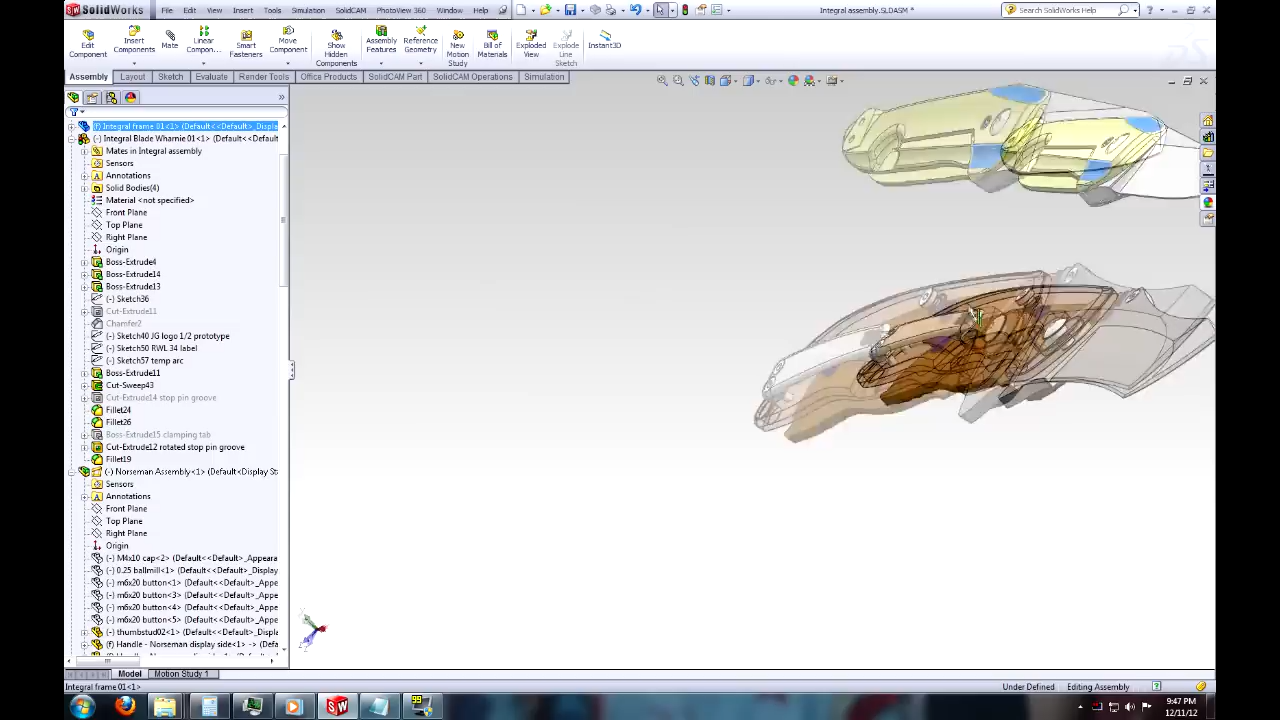 SolidWorks File Edit View Insert Tools Simulation SolidCAM PhotoView 360 Window Help Integral assembly.SLDASM * Search SolidWorks Help
Edit Component Insert Components Mate Linear Compon... Smart Fasteners Move Component Show Hidden Components Assembly Features Reference Geometry New Motion Study Bill of Materials Exploded View Explode Line Sketch Instant3D
Assembly Layout Sketch Evaluate Render Tools Office Products SolidCAM Part SolidCAM Operations Simulation
(f) Integral frame 01<1> (Default<<Default>_Displa
(-) Integral Blade Wharnie 01<1> (Default<<Default
Mates in Integral assembly
Sensors
Annotations
Solid Bodies(4)
Material <not specified>
Front Plane
Top Plane
Right Plane
Origin
Boss-Extrude4
Boss-Extrude14
Boss-Extrude13
(-) Sketch36
Cut-Extrude11
Chamfer2
(-) Sketch40 JG logo 1/2 prototype
(-) Sketch50 RWL 34 label
(-) Sketch57 temp arc
Boss-Extrude11
Cut-Sweep43
Cut-Extrude14 stop pin groove
Fillet24
Fillet26
Boss-Extrude15 clamping tab
Cut-Extrude12 rotated stop pin groove
Fillet19
(-) Norseman Assembly<1> (Default<Display St
Sensors
Annotations
Front Plane
Top Plane
Right Plane
Origin
(-) M4x10 cap<2> (Default<<Default>_Appeara
(-) 0.25 ballmill<1> (Default<<Default>_Display
(-) m6x20 button<1> (Default<<Default>_Appe
(-) m6x20 button<3> (Default<<Default>_Appe
(-) m6x20 button<4> (Default<<Default>_Appe
(-) m6x20 button<5> (Default<<Default>_Appe
(-) thumbstud02<1> (Default<<Default>_Displa
(f) Handle - Norseman display side<1> -> (Defa
Model Motion Study 1
Integral frame 01<1> Under Defined Editing Assembly
99
9:47 PM
12/11/12